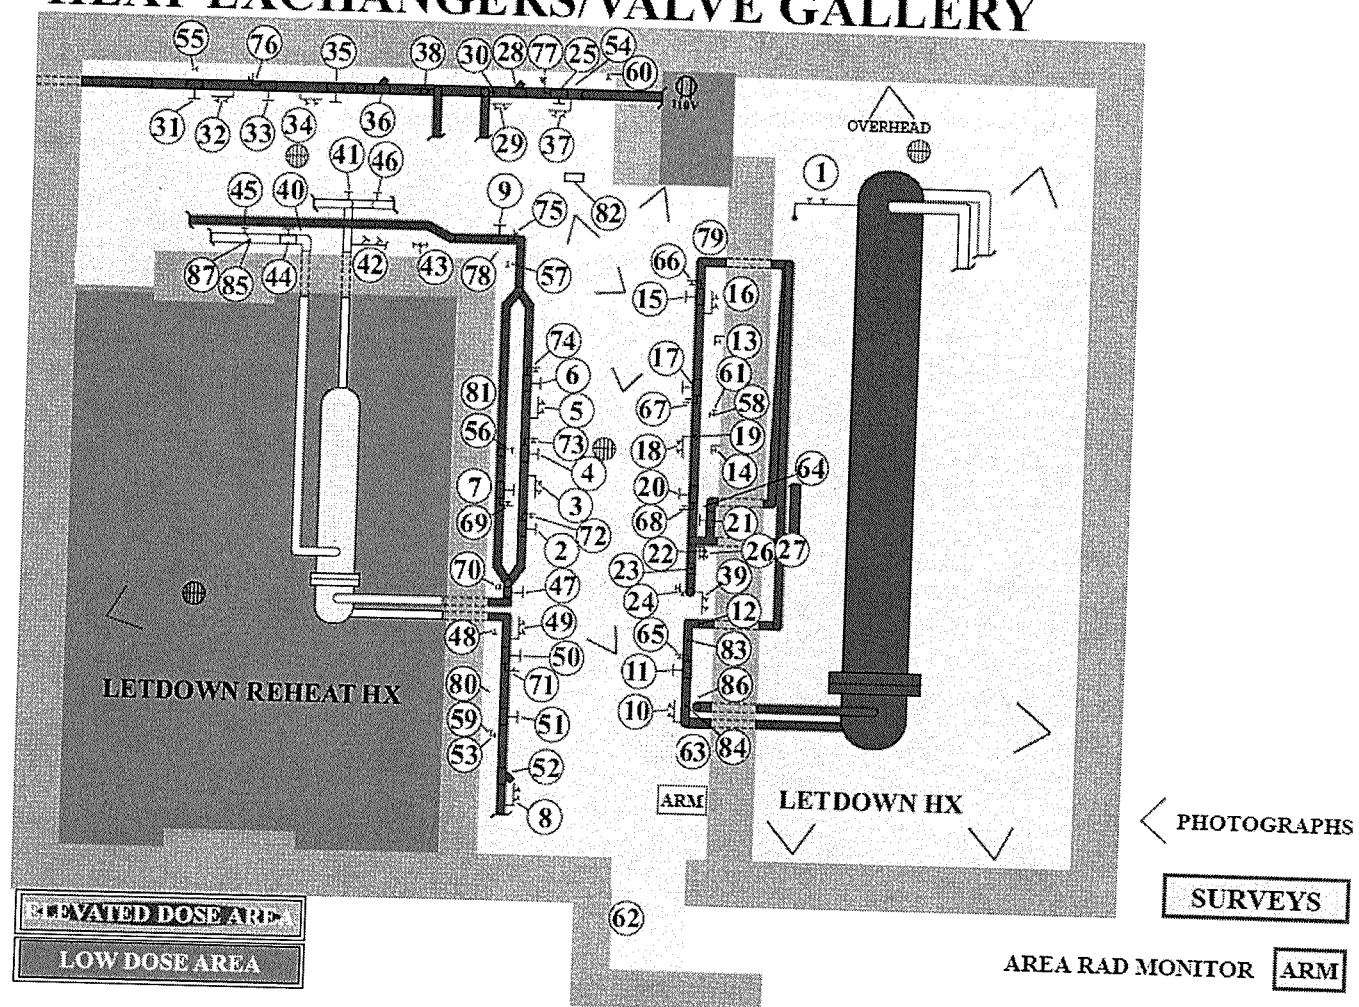 HEAT EXCHANGERS/VALVE GALLERY
55 76 35 38 30 28 77 25 54 60
110V
31 32 33 34 36 29 37
OVERHEAD
41 46
1
45 40 9 75 82
87 85 44 42 43 78 57
79
66
15 16
74 13
17 61
81 6 67 58
5
56 73 18 19
4 14 64
7 3 20
69 72 68 21
2 22 26 27
70 47 23 39
24 12
48 49 65 83
50 11
80 71 86
59 51 10
53 52 63 84
8
ARM
LETDOWN REHEAT HX
LETDOWN HX
PHOTOGRAPHS
SURVEYS
62
ELEVATED DOSE AREA
LOW DOSE AREA
AREA RAD MONITOR ARM